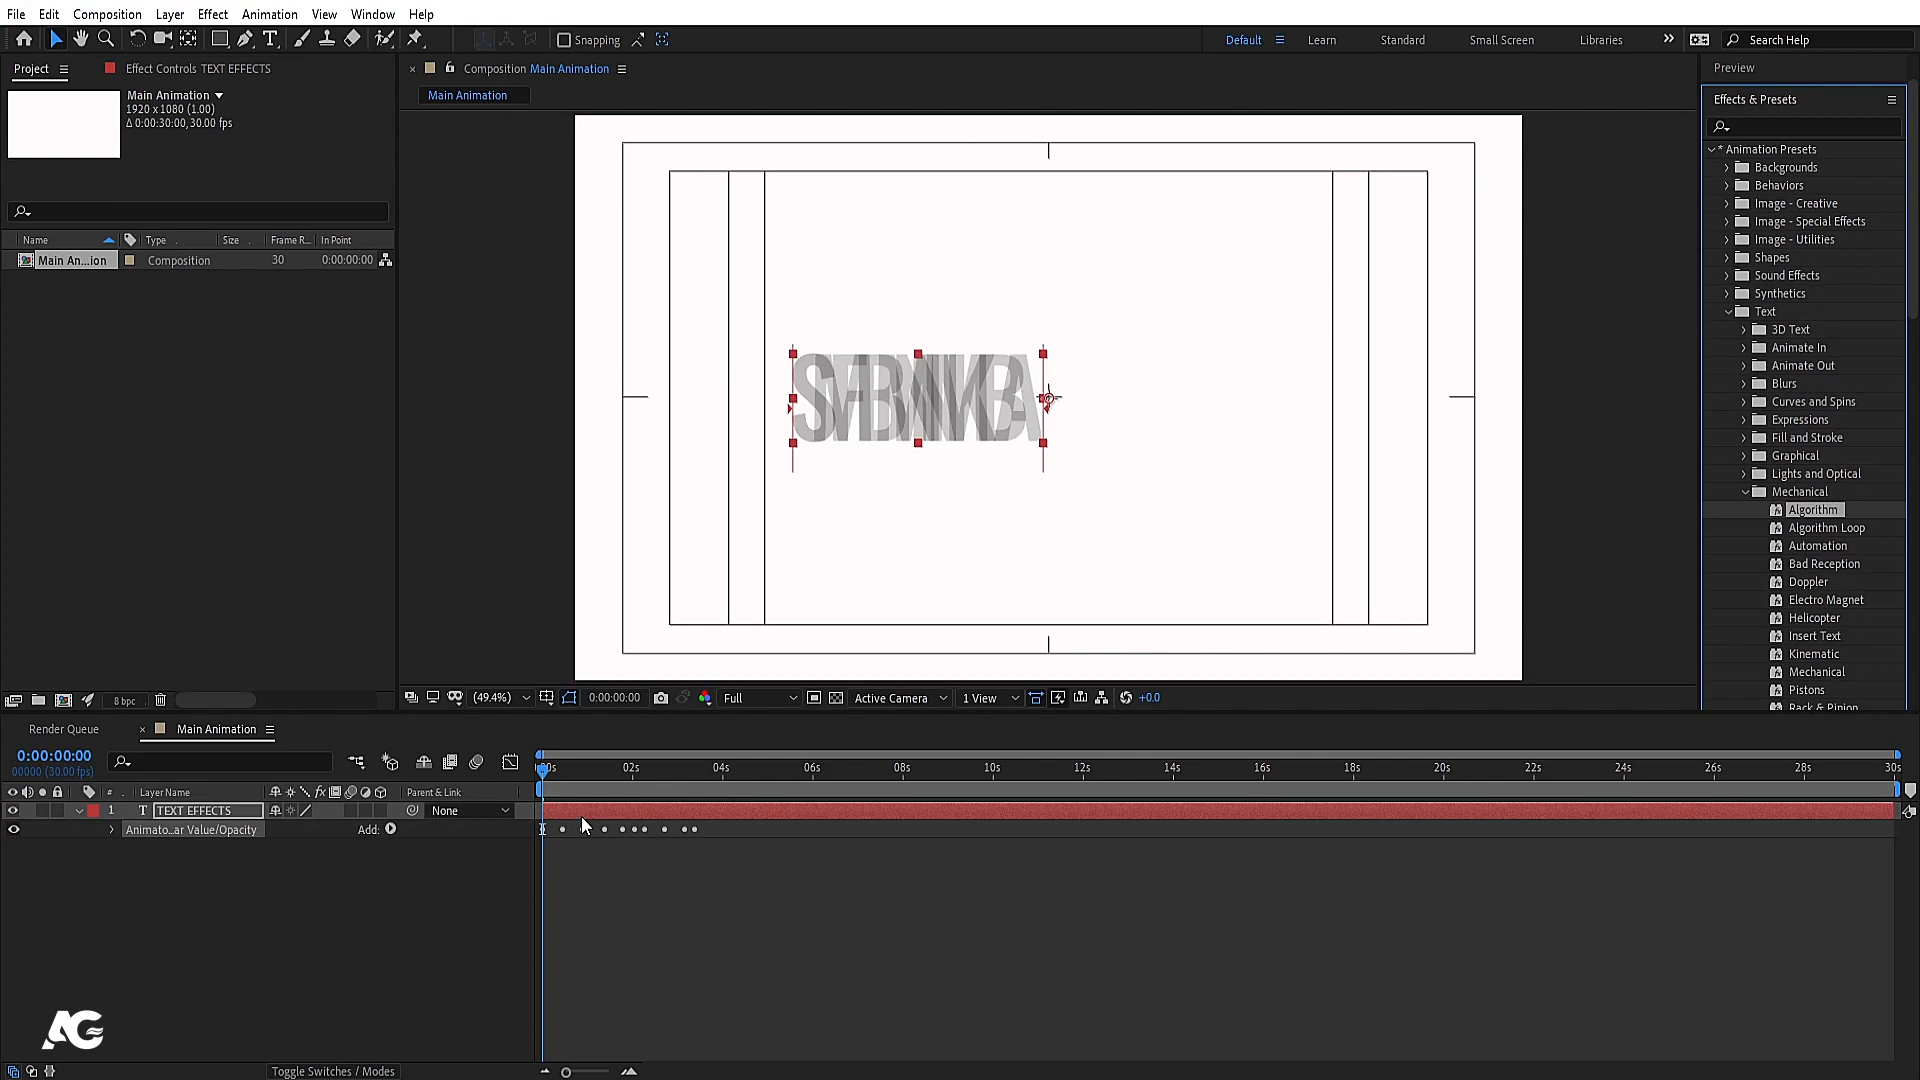 File Edit Composition Layer Effect Animation View Window Help
Snapping
Default Learn Standard Small Screen Libraries Search Help
Project Effect Controls TEXT EFFECTS
Composition Main Animation
Preview
Main Animation
1920 x 1080 (1.00)
Δ 0:00:30:00, 30.00 fps
Main Animation
Effects & Presets
* Animation Presets
Backgrounds
Behaviors
Image - Creative
Image - Special Effects
Image - Utilities
Shapes
Sound Effects
Synthetics
Text
3D Text
Animate In
Animate Out
Blurs
Curves and Spins
Expressions
Fill and Stroke
Graphical
Lights and Optical
Mechanical
Algorithm
Algorithm Loop
Automation
Bad Reception
Doppler
Electro Magnet
Helicopter
Insert Text
Kinematic
Mechanical
Pistons
Rack & Pinion
Name Type Size Frame R... In Point
Main An...ion Composition 30 0:00:00:00
8 bpc
(49.4%) 0:00:00:00 Full Active Camera 1 View +0.0
Render Queue Main Animation
0:00:00:00
00000 (30.00 fps)
02s 04s 06s 08s 10s 12s 14s 16s 18s 20s 22s 24s 26s 28s 30s
# Layer Name Parent & Link
1 T TEXT EFFECTS None
Animato...ar Value/Opacity Add:
AG
Toggle Switches / Modes